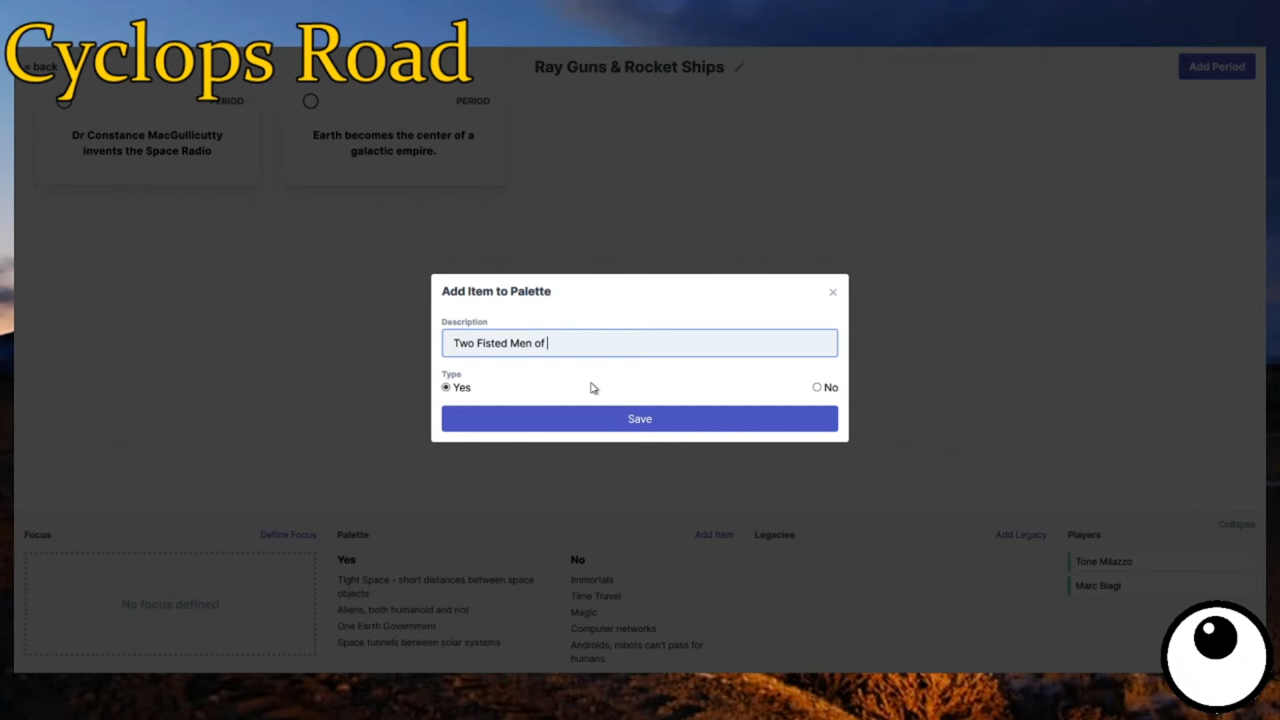 Cyclops Road
« back
Ray Guns & Rocket Ships
Add Period
PERIOD
PERIOD
Dr Constance MacGullicutty
invents the Space Radio
Earth becomes the center of a
galactic empire.
Add Item to Palette
×
Description
Two Fisted Men of
Type
Yes
No
Save
Collapse
Focus
Define Focus
Palette
Add Item
Legacies
Add Legacy
Players
No focus defined
Yes
Tight Space - short distances between space
objects
Aliens, both humanoid and not
One Earth Government
Space tunnels between solar systems
No
Immortals
Time Travel
Magic
Computer networks
Androids, robots can't pass for
humans
Tone Milazzo
Marc Biagi